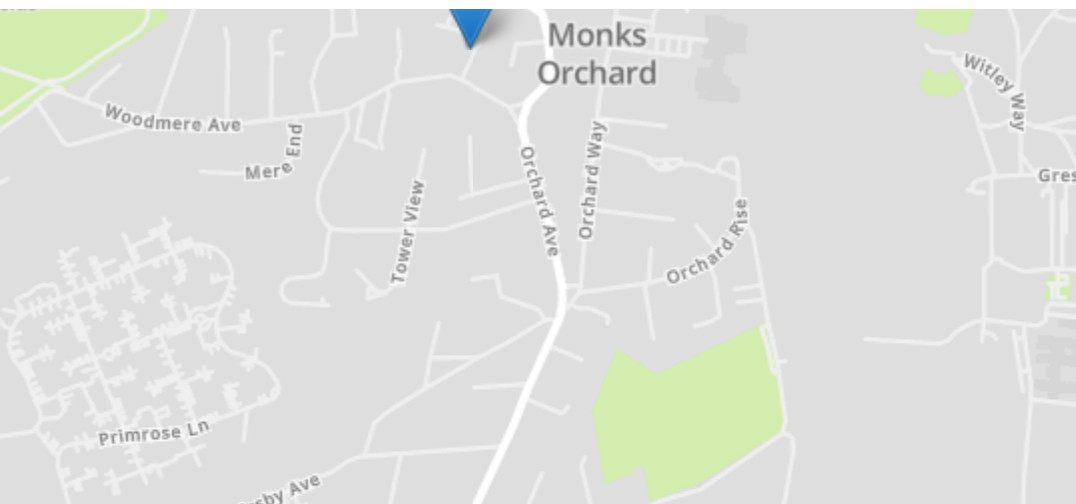 Monks
Orchard
Witley Way
Woodmere Ave
Mere End
Orchard Ave
Orchard Way
Tower View
Orchard Rise
Primrose Ln